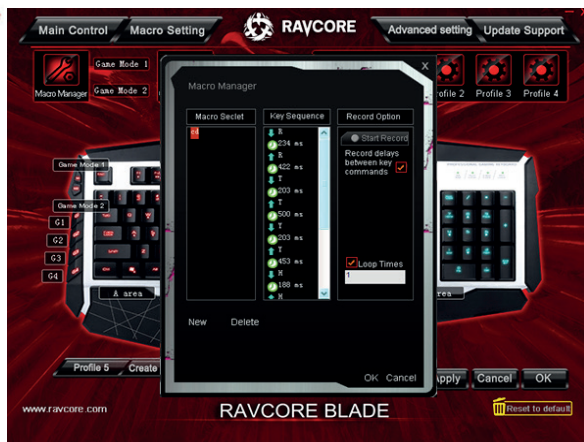 Main Control
Macro Setting
RAVCORE
Advanced setting
Update Support
Macro Manager
Game Mode 1
Game Mode 2
rofile 2
Profile 3
Profile 4
X
Macro Manager
Macro Seclet
Key Sequence
Record Option
ed
R
234 ms
R
422 ms
T
203 ms
T
500 ms
T
203 ms
T
453 ms
H
188 ms
H
Start Record
Record delays
between key
commands
Loop Times
1
New
Delete
OK
Cancel
Game Mode 1
Game Mode 2
G1
G2
G3
G4
A area
rea
Profile 5
Create
Apply
Cancel
OK
www.ravcore.com
RAVCORE BLADE
Reset to default